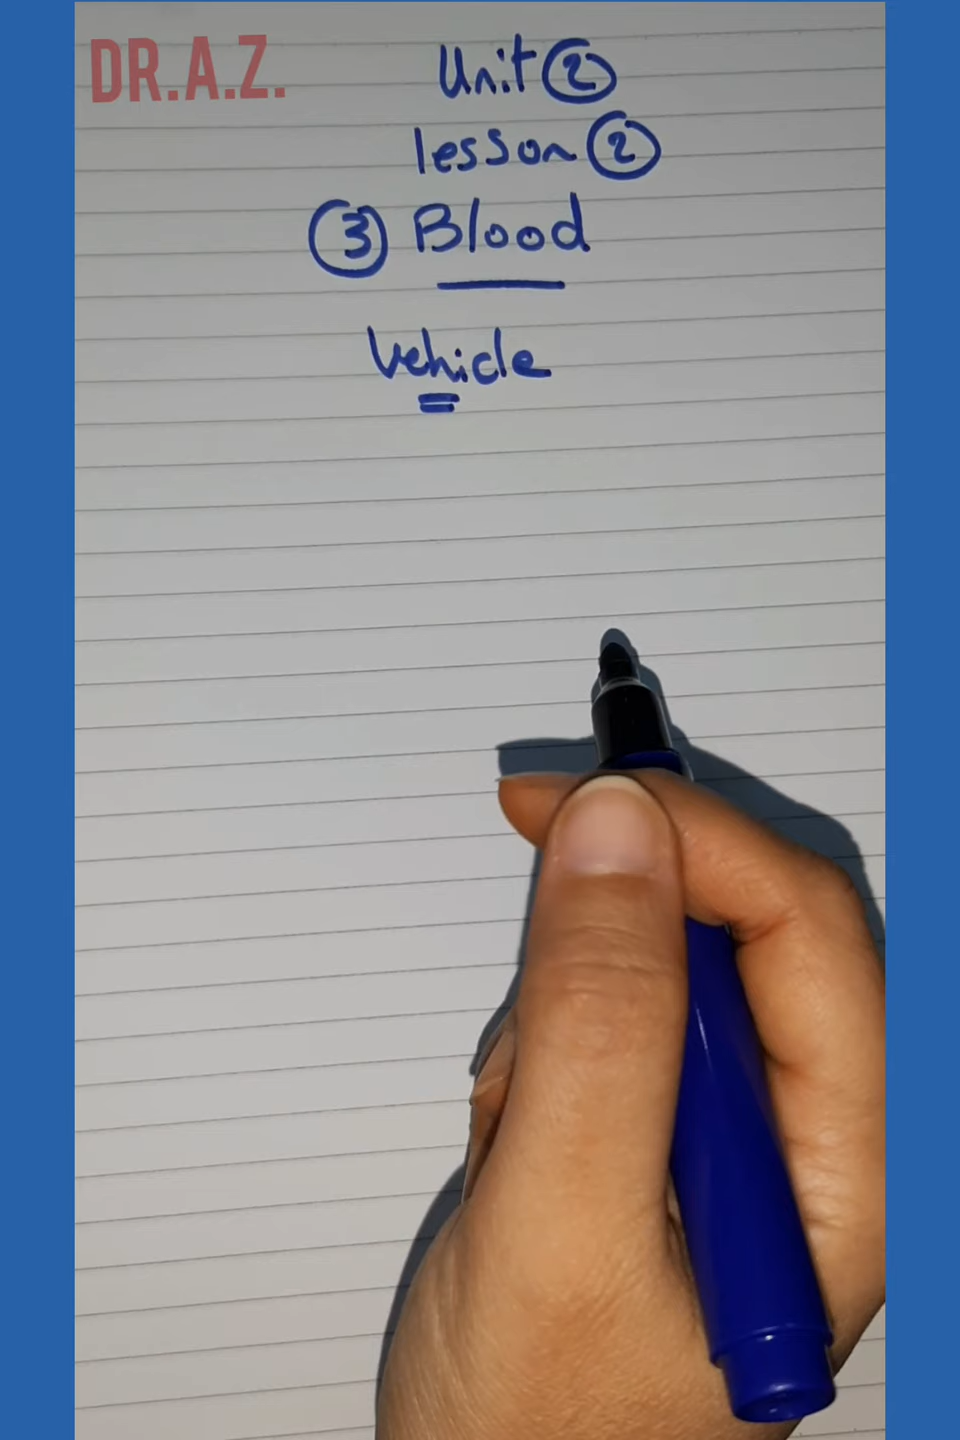 DR.A.Z.
Unit ②
lesson ②
③ Blood
Vehicle